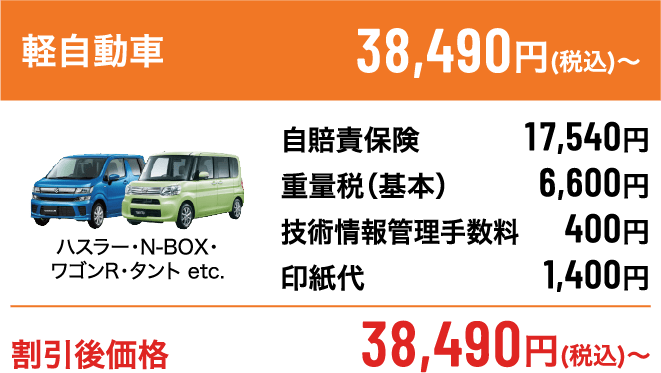 軽自動車 38,490円(税込)～
自賠責保険 17,540円
重量税(基本) 6,600円
技術情報管理手数料 400円
印紙代 1,400円
ハスラー・N-BOX・
ワゴンR・タント etc.
割引後価格 38,490円(税込)～